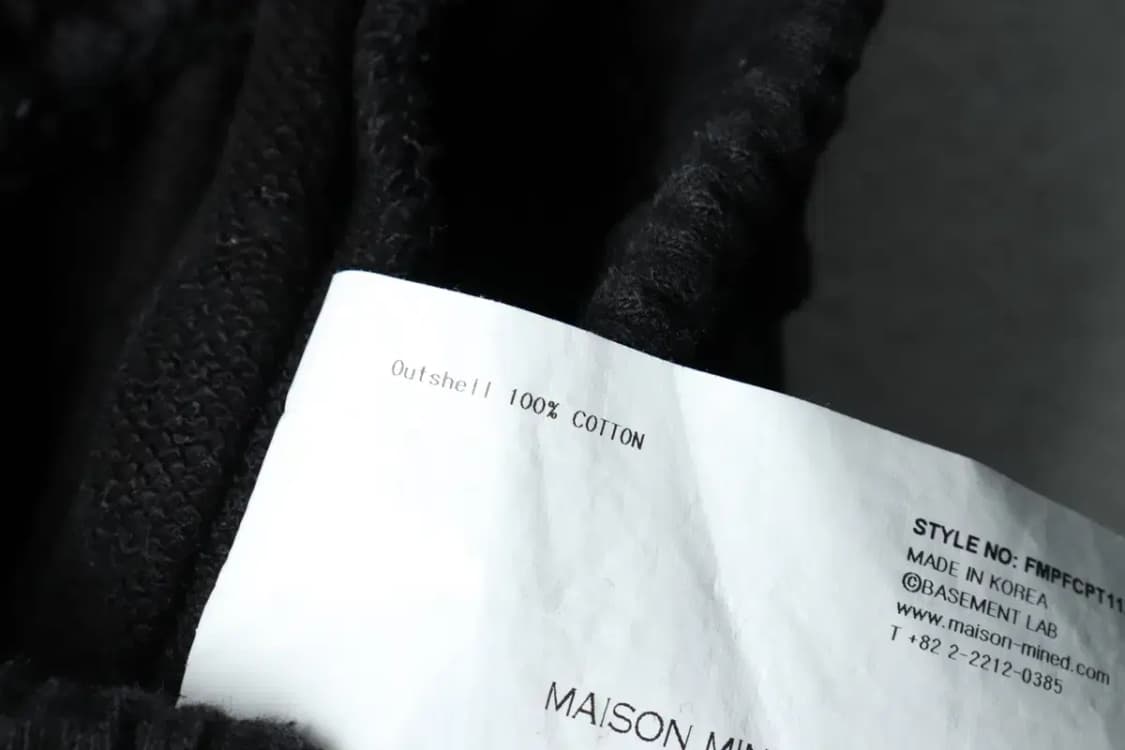 Outshell 100% COTTON
STYLE NO: FMPFCPT11
MADE IN KOREA
©BASEMENT LAB
www.maison-mined.com
T +82 2-2212-0385
MAISON MIN